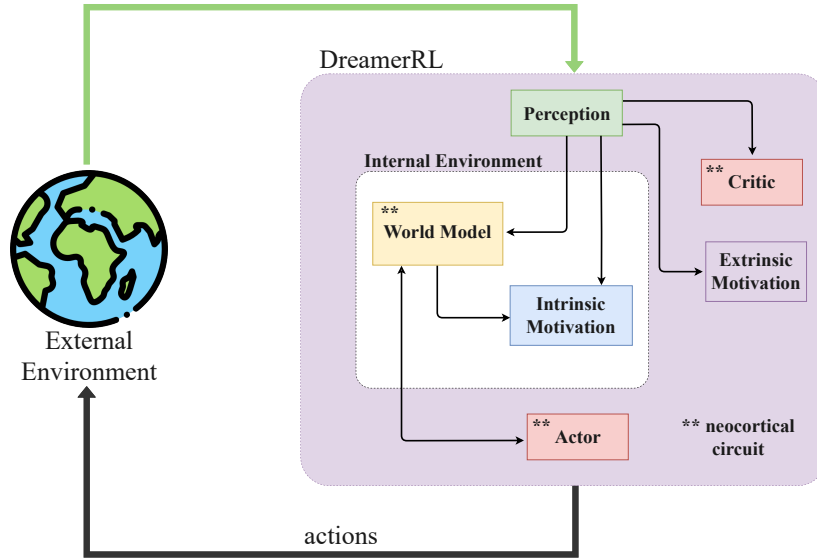 DreamerRL
Perception
Internal Environment
** Critic
**
World Model
Extrinsic
Motivation
Intrinsic
Motivation
External
Environment
** Actor
** neocortical
circuit
actions